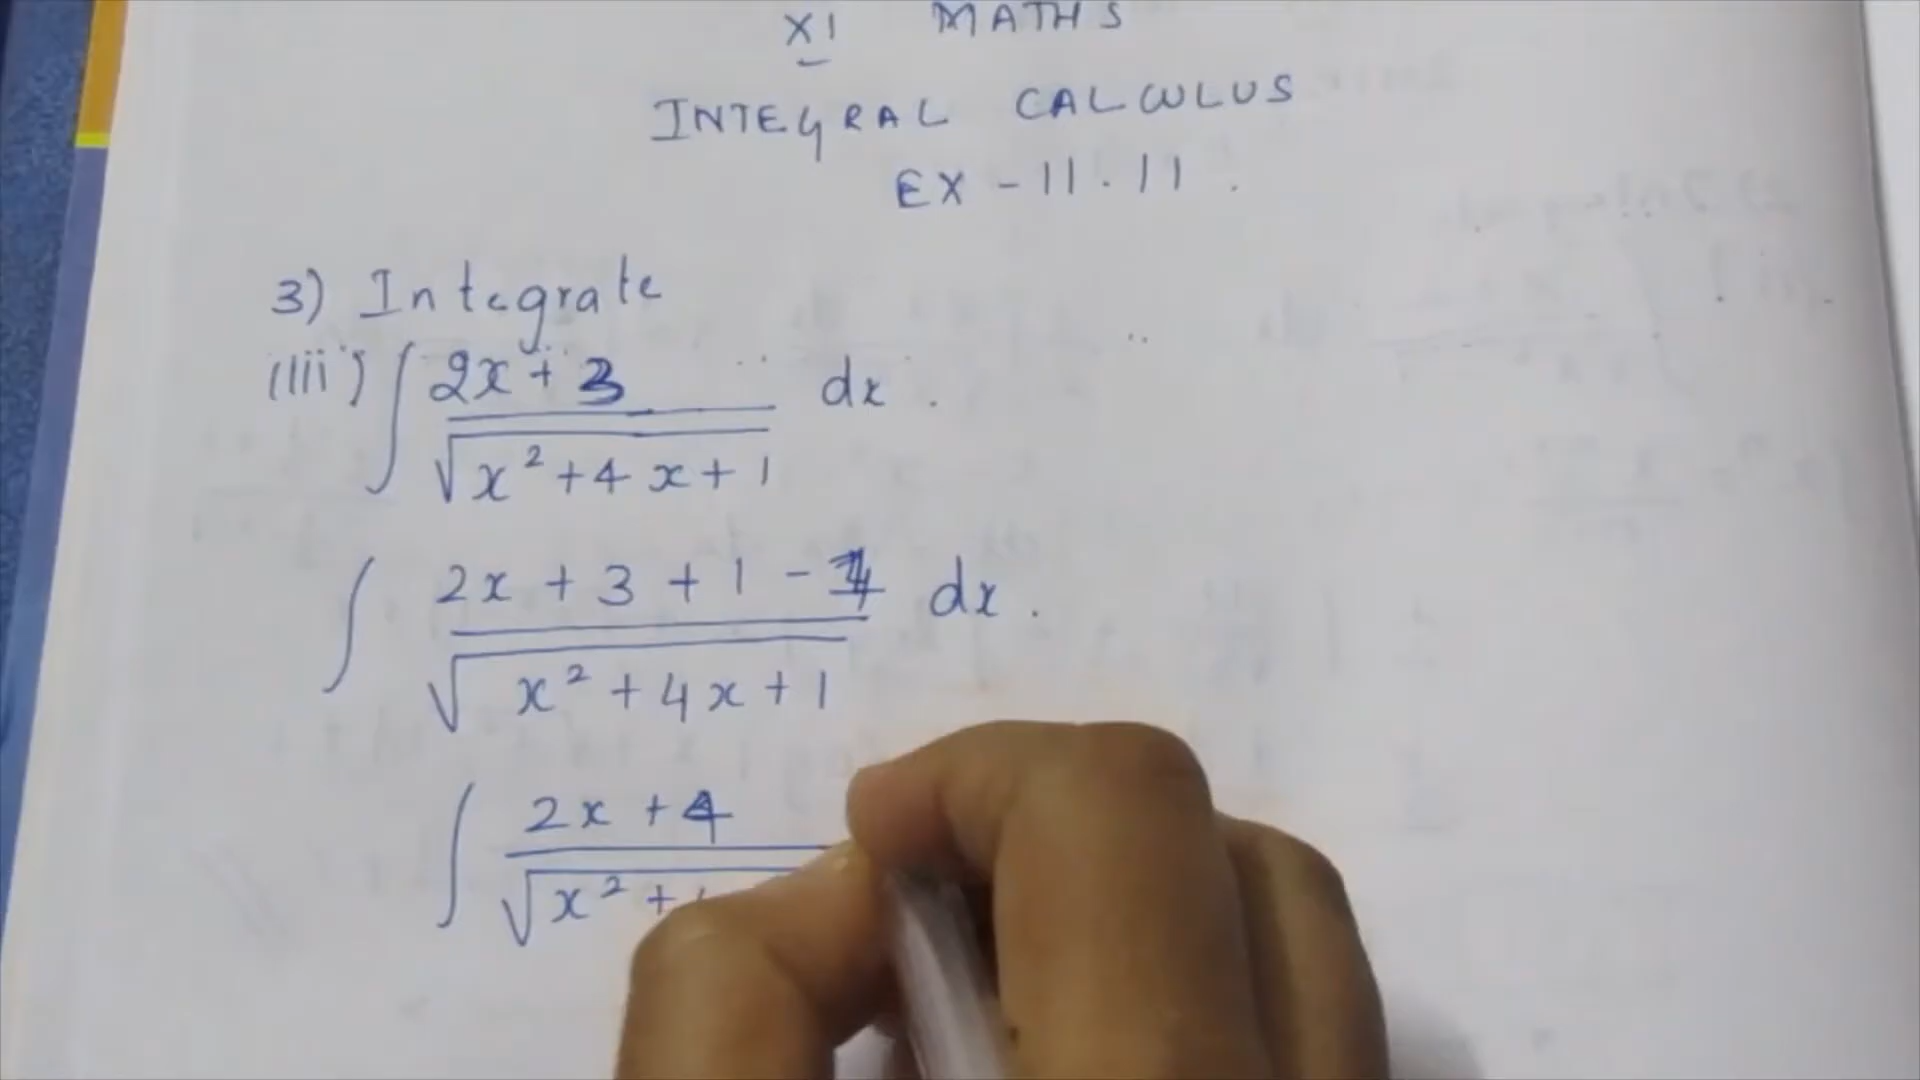 XI MATHS
INTEGRAL CALCULUS
EX - 11.11.
3) Integrate
(iii) ∫ 2x + 3 / √x² + 4x + 1 dx.
∫ 2x + 3 + 1 - 1 / √x² + 4x + 1 dx.
∫ 2x + 4 / √x² +